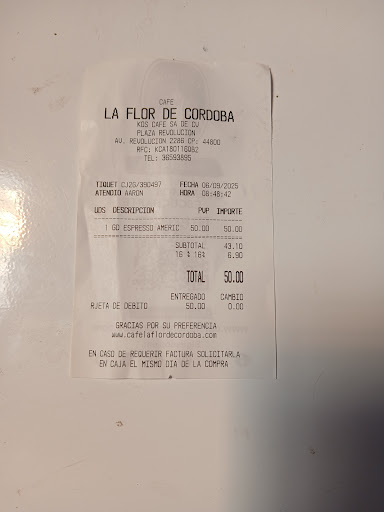 CAFE
LA FLOR DE CORDOBA
KOS CAFE SA DE CV
PLAZA REVOLUCION
AV. REVOLUCION 2286 CP: 44800
RFC: KCA180116QB2
TEL: 36593895
TIQUET CJ2G/390497 FECHA 06/09/2025
ATENDIO AARON HORA 08:48:42
UDS DESCRIPCION PVP IMPORTE
1 GD ESPRESSO AMERIC 50.00 50.00
SUBTOTAL 43.10
16 % 16% 6.90
TOTAL 50.00
ENTREGADO CAMBIO
RJETA DE DEBITO 50.00 0.00
GRACIAS POR SU PREFERENCIA
www.cafelaflordecordoba.com
EN CASO DE REQUERIR FACTURA SOLICITARLA
EN CAJA EL MISMO DIA DE LA COMPRA